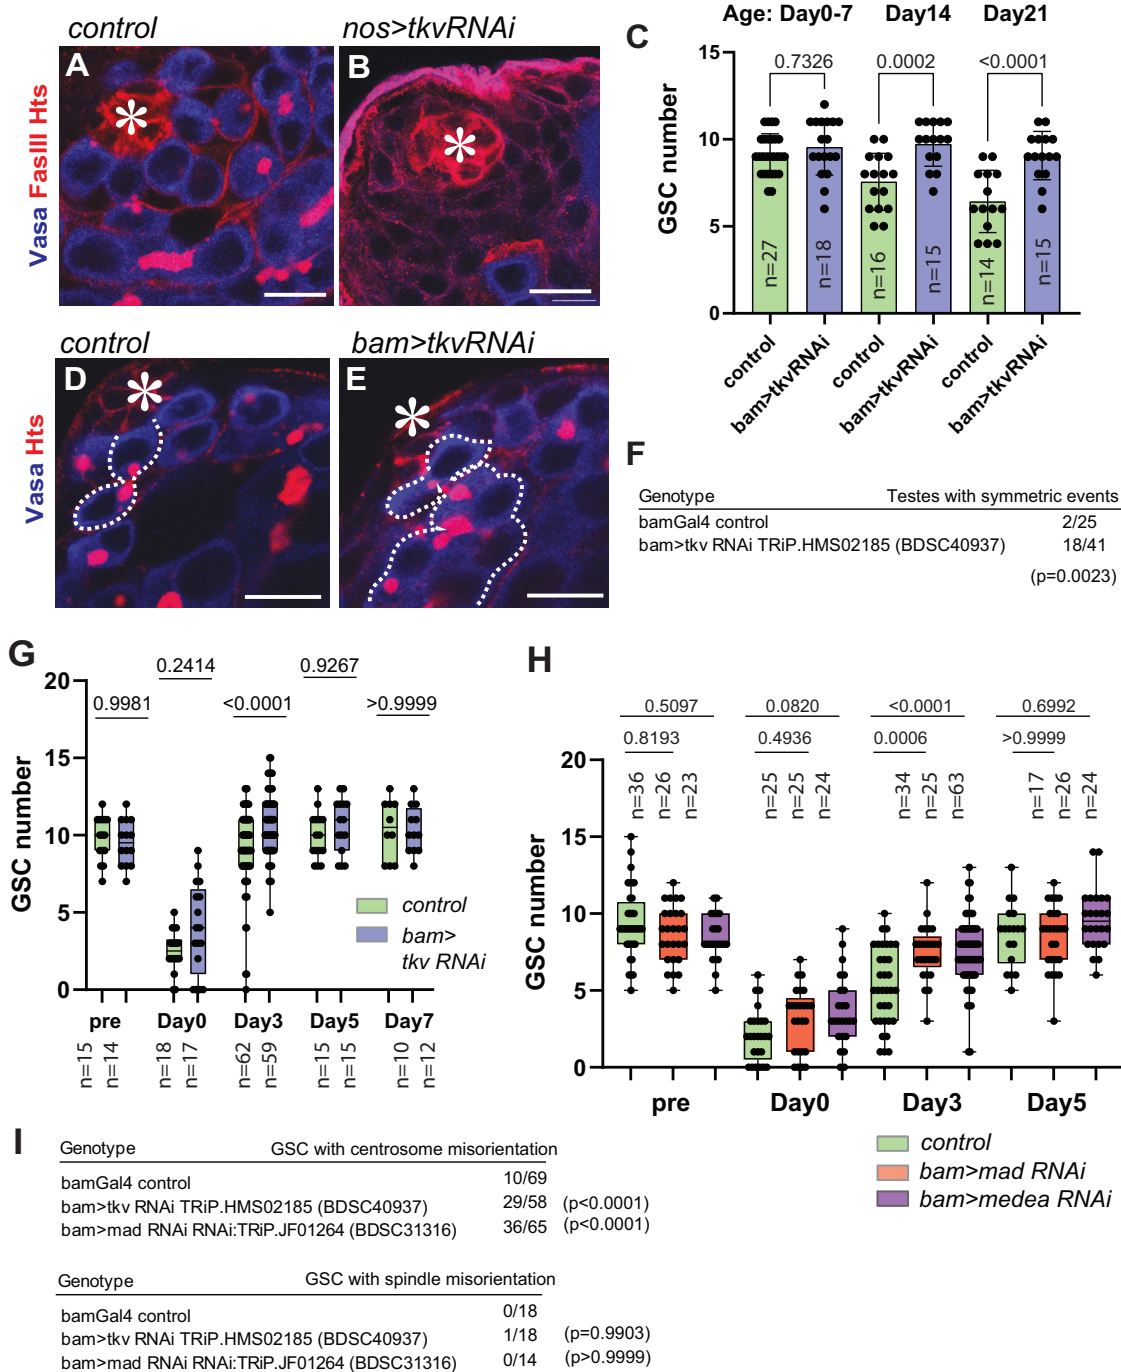 control
nos>tkvRNAi
A
B
Vasa FasIII Hts
Age: Day0-7 Day14 Day21
C
0.7326
0.0002
<0.0001
GSC number
15
10
5
0
n=27
n=18
n=16
n=15
n=14
n=15
control
bam>tkvRNAi
control
bam>tkvRNAi
control
bam>tkvRNAi
control
bam>tkvRNAi
D
E
Vasa Hts
F
Genotype Testes with symmetric events
bamGal4 control 2/25
bam>tkv RNAi TRiP.HMS02185 (BDSC40937) 18/41
(p=0.0023)
G
0.9981
0.2414
<0.0001
0.9267
>0.9999
GSC number
20
15
10
5
0
control
bam>
tkv RNAi
pre Day0 Day3 Day5 Day7
n=15
n=14
n=18
n=17
n=62
n=59
n=15
n=15
n=10
n=12
H
0.5097 0.0820 <0.0001 0.6992
0.8193 0.4936 0.0006 >0.9999
n=36
n=26
n=23
n=25
n=25
n=24
n=34
n=25
n=63
n=17
n=26
n=24
GSC number
20
15
10
5
0
pre Day0 Day3 Day5
control
bam>mad RNAi
bam>medea RNAi
I
Genotype GSC with centrosome misorientation
bamGal4 control 10/69
bam>tkv RNAi TRiP.HMS02185 (BDSC40937) 29/58 (p<0.0001)
bam>mad RNAi RNAi:TRiP.JF01264 (BDSC31316) 36/65 (p<0.0001)
Genotype GSC with spindle misorientation
bamGal4 control 0/18
bam>tkv RNAi TRiP.HMS02185 (BDSC40937) 1/18 (p=0.9903)
bam>mad RNAi RNAi:TRiP.JF01264 (BDSC31316) 0/14 (p>0.9999)